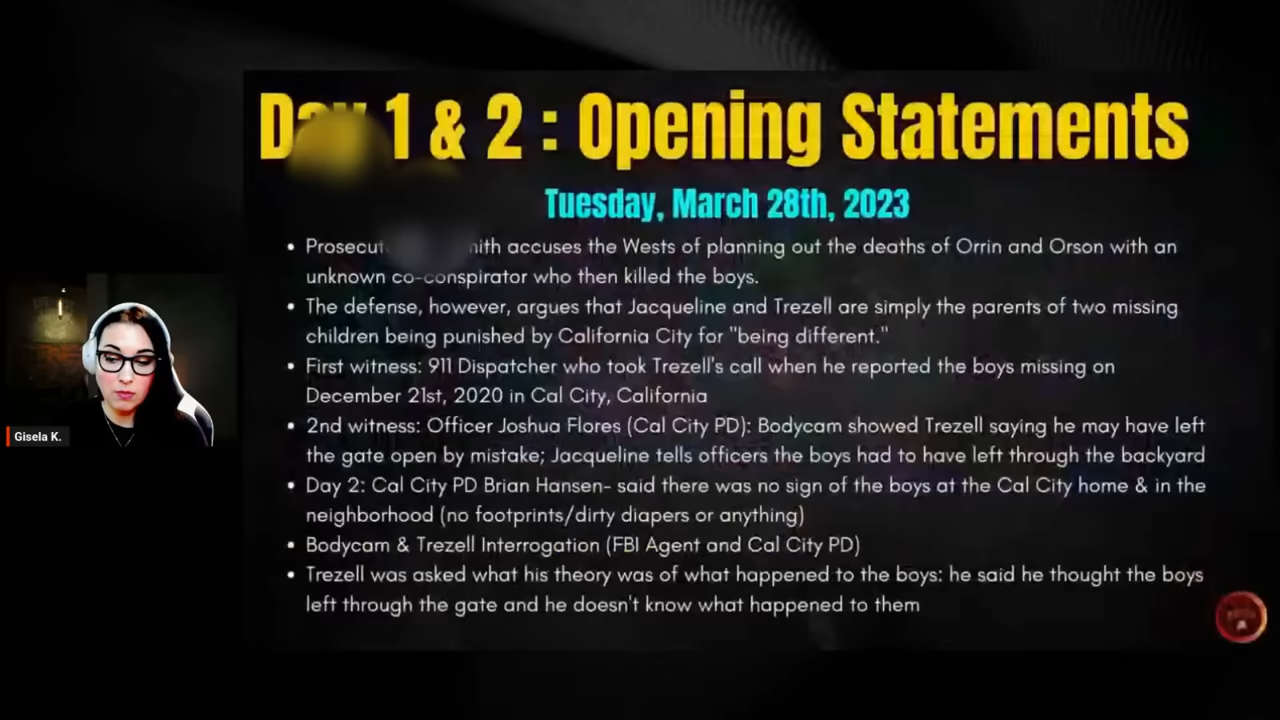 Day 1 & 2 : Opening Statements
Tuesday, March 28th, 2023
• accuses the Wests of planning out the deaths of Orrin and Orson with an
unknown co-conspirator who then killed the boys.
• The defense, however, argues that Jacqueline and Trezell are simply the parents of two missing
children being punished by California City for "being different."
• First witness: 911 Dispatcher who took Trezell's call when he reported the boys missing on
December 21st, 2020 in Cal City, California
• 2nd witness: Officer Joshua Flores (Cal City PD): Bodycam showed Trezell saying he may have left
the gate open by mistake; Jacqueline tells officers the boys had to have left through the backyard
• Day 2: Cal City PD Brian Hansen- said there was no sign of the boys at the Cal City home & in the
neighborhood (no footprints/dirty diapers or anything)
• Bodycam & Trezell Interrogation (FBI Agent and Cal City PD)
• Trezell was asked what his theory was of what happened to the boys: he said he thought the boys
left through the gate and he doesn't know what happened to them
Gisela K.